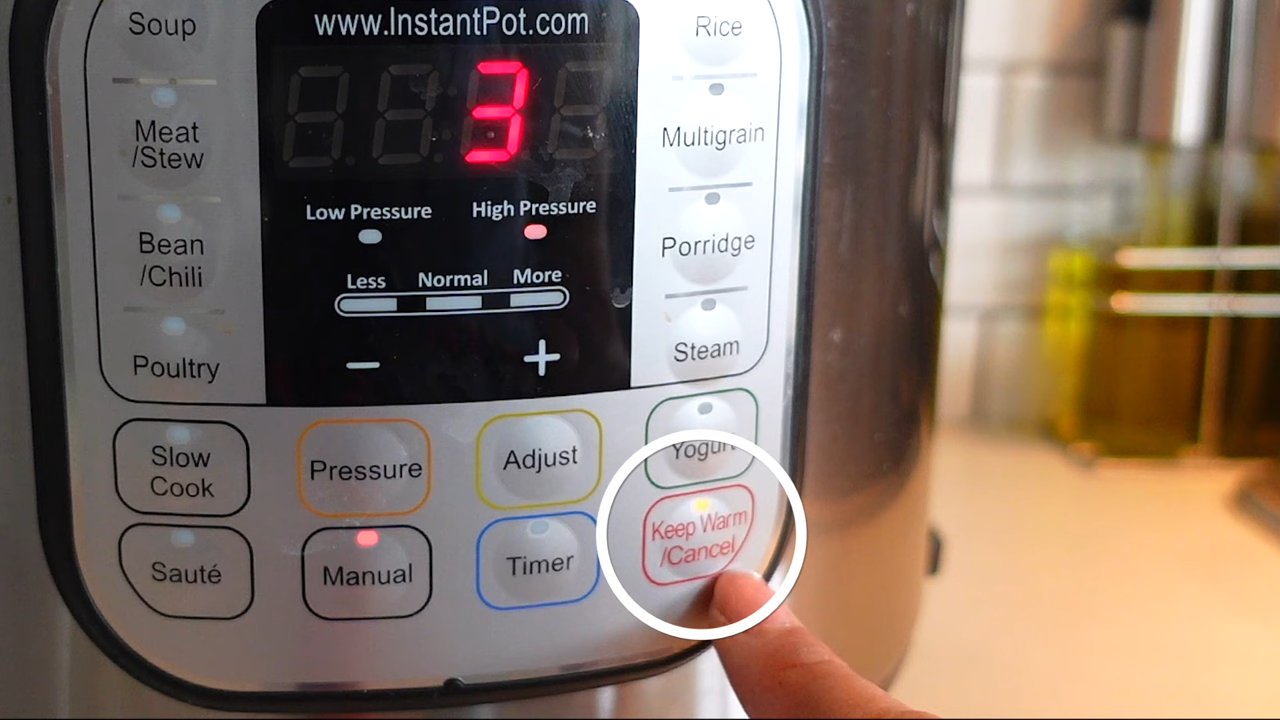 www.InstantPot.com
Soup
Meat
/Stew
Bean
/Chili
Poultry
3
Low Pressure
High Pressure
Less
Normal
More
−
+
Rice
Multigrain
Porridge
Steam
Slow
Cook
Pressure
Adjust
Yogurt
Sauté
Manual
Timer
Keep Warm
/Cancel